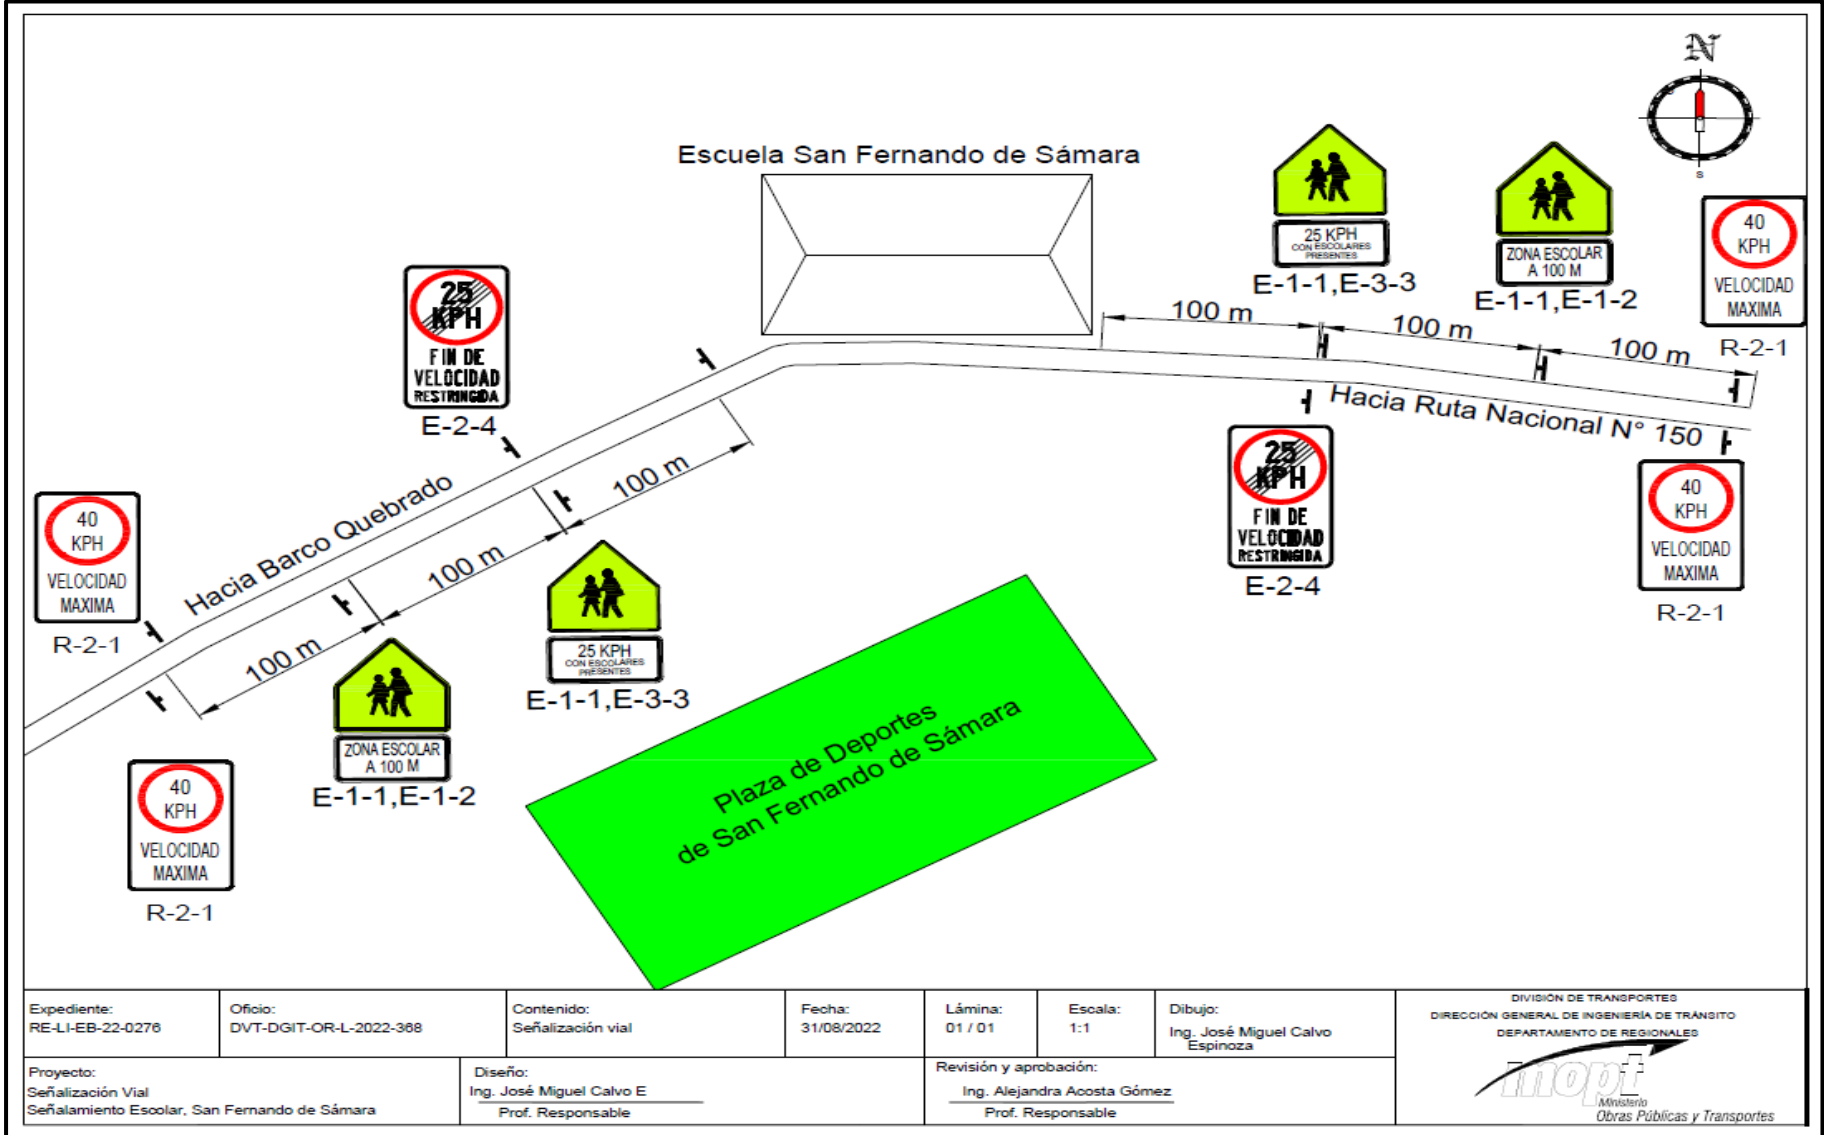 N
S
Escuela San Fernando de Sámara
25 KPH
CON ESCOLARES
PRESENTES
E-1-1,E-3-3
ZONA ESCOLAR
A 100 M
E-1-1,E-1-2
40
KPH
VELOCIDAD
MAXIMA
R-2-1
100 m
100 m
100 m
25
KPH
FIN DE
VELOCIDAD
RESTRINGIDA
E-2-4
Hacia Ruta Nacional N° 150
25
KPH
FIN DE
VELOCIDAD
RESTRINGIDA
E-2-4
40
KPH
VELOCIDAD
MAXIMA
R-2-1
40
KPH
VELOCIDAD
MAXIMA
R-2-1
Hacia Barco Quebrado
100 m
100 m
100 m
25 KPH
CON ESCOLARES
PRESENTES
E-1-1,E-3-3
ZONA ESCOLAR
A 100 M
E-1-1,E-1-2
40
KPH
VELOCIDAD
MAXIMA
R-2-1
Plaza de Deportes
de San Fernando de Sámara
Expediente:
RE-LI-EB-22-0276
Oficio:
DVT-DGIT-OR-L-2022-368
Contenido:
Señalización vial
Fecha:
31/08/2022
Lámina:
01 / 01
Escala:
1:1
Dibujo:
Ing. José Miguel Calvo
Espinoza
DIVISIÓN DE TRANSPORTES
DIRECCIÓN GENERAL DE INGENIERÍA DE TRÁNSITO
DEPARTAMENTO DE REGIONALES
mopt
Ministerio
Obras Públicas y Transportes
Proyecto:
Señalización Vial
Señalamiento Escolar, San Fernando de Sámara
Diseño:
Ing. José Miguel Calvo E
Prof. Responsable
Revisión y aprobación:
Ing. Alejandra Acosta Gómez
Prof. Responsable